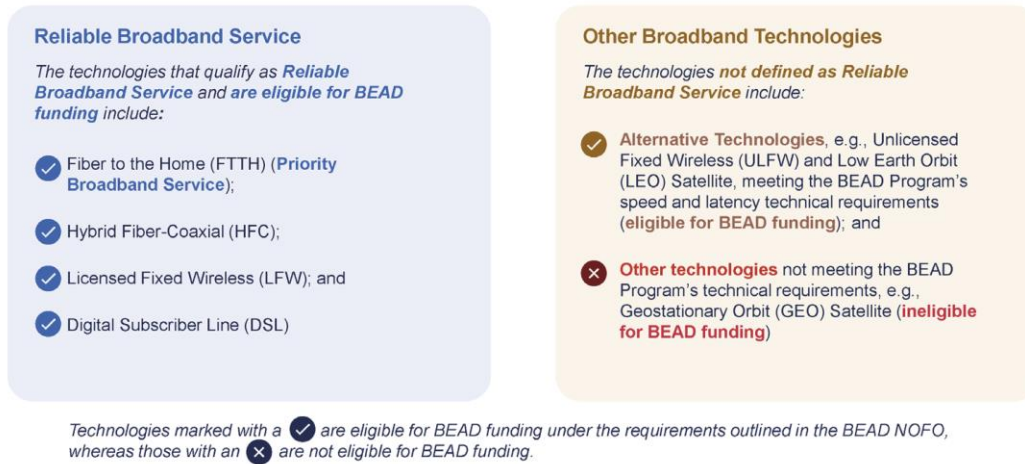 Reliable Broadband Service
The technologies that qualify as Reliable
Broadband Service and are eligible for BEAD
funding include:
Fiber to the Home (FTTH) (Priority
Broadband Service);
Hybrid Fiber-Coaxial (HFC);
Licensed Fixed Wireless (LFW); and
Digital Subscriber Line (DSL)
Other Broadband Technologies
The technologies not defined as Reliable
Broadband Service include:
Alternative Technologies, e.g., Unlicensed
Fixed Wireless (ULFW) and Low Earth Orbit
(LEO) Satellite, meeting the BEAD Program's
speed and latency technical requirements
(eligible for BEAD funding); and
Other technologies not meeting the BEAD
Program's technical requirements, e.g.,
Geostationary Orbit (GEO) Satellite (ineligible
for BEAD funding)
Technologies marked with a ✓ are eligible for BEAD funding under the requirements outlined in the BEAD NOFO,
whereas those with an ✕ are not eligible for BEAD funding.